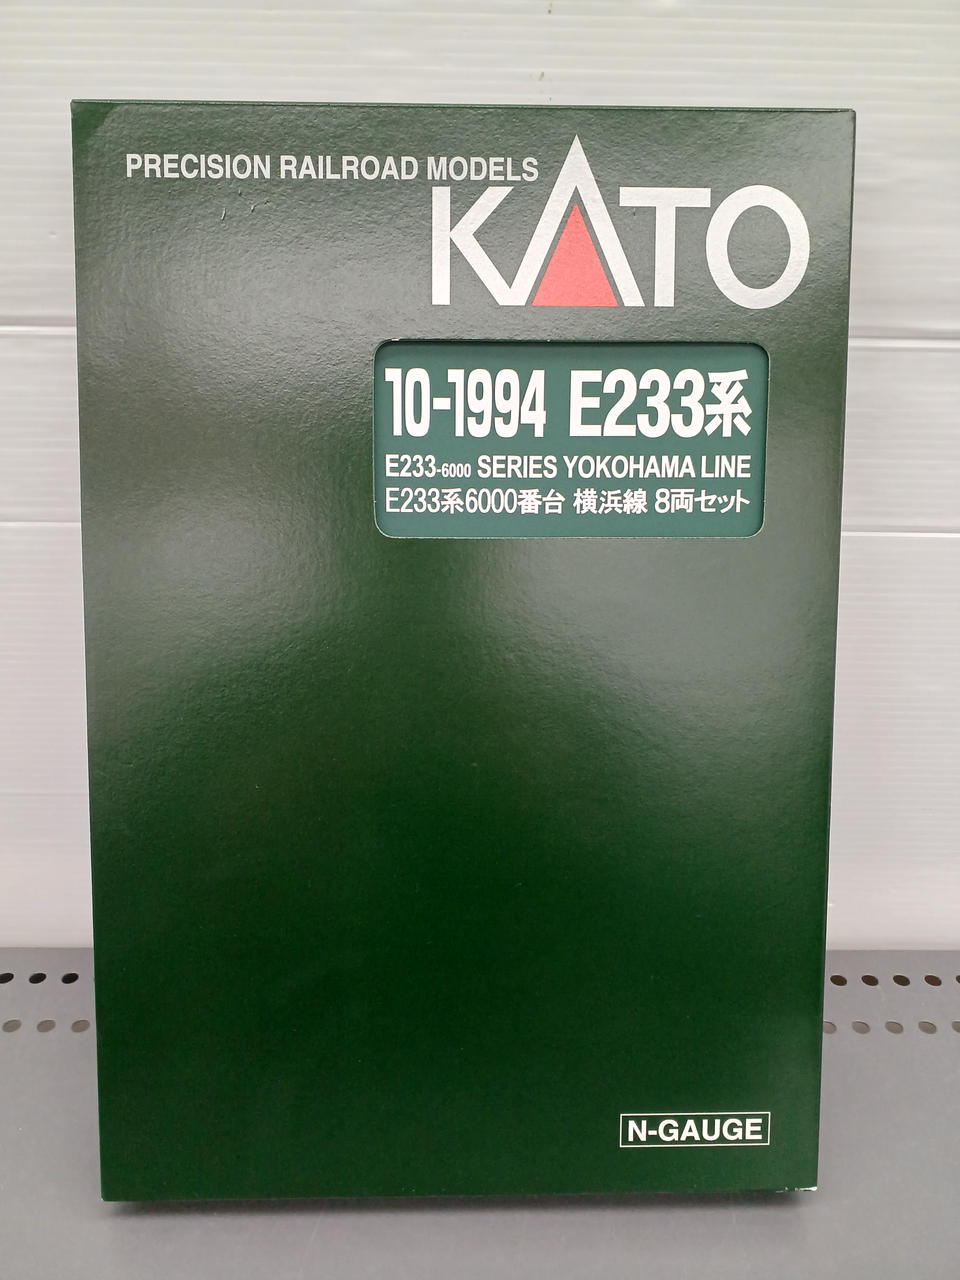 PRECISION RAILROAD MODELS
KATO
10-1994 E233系
E233-6000 SERIES YOKOHAMA LINE
E233系6000番台 横浜線 8両セット
N-GAUGE